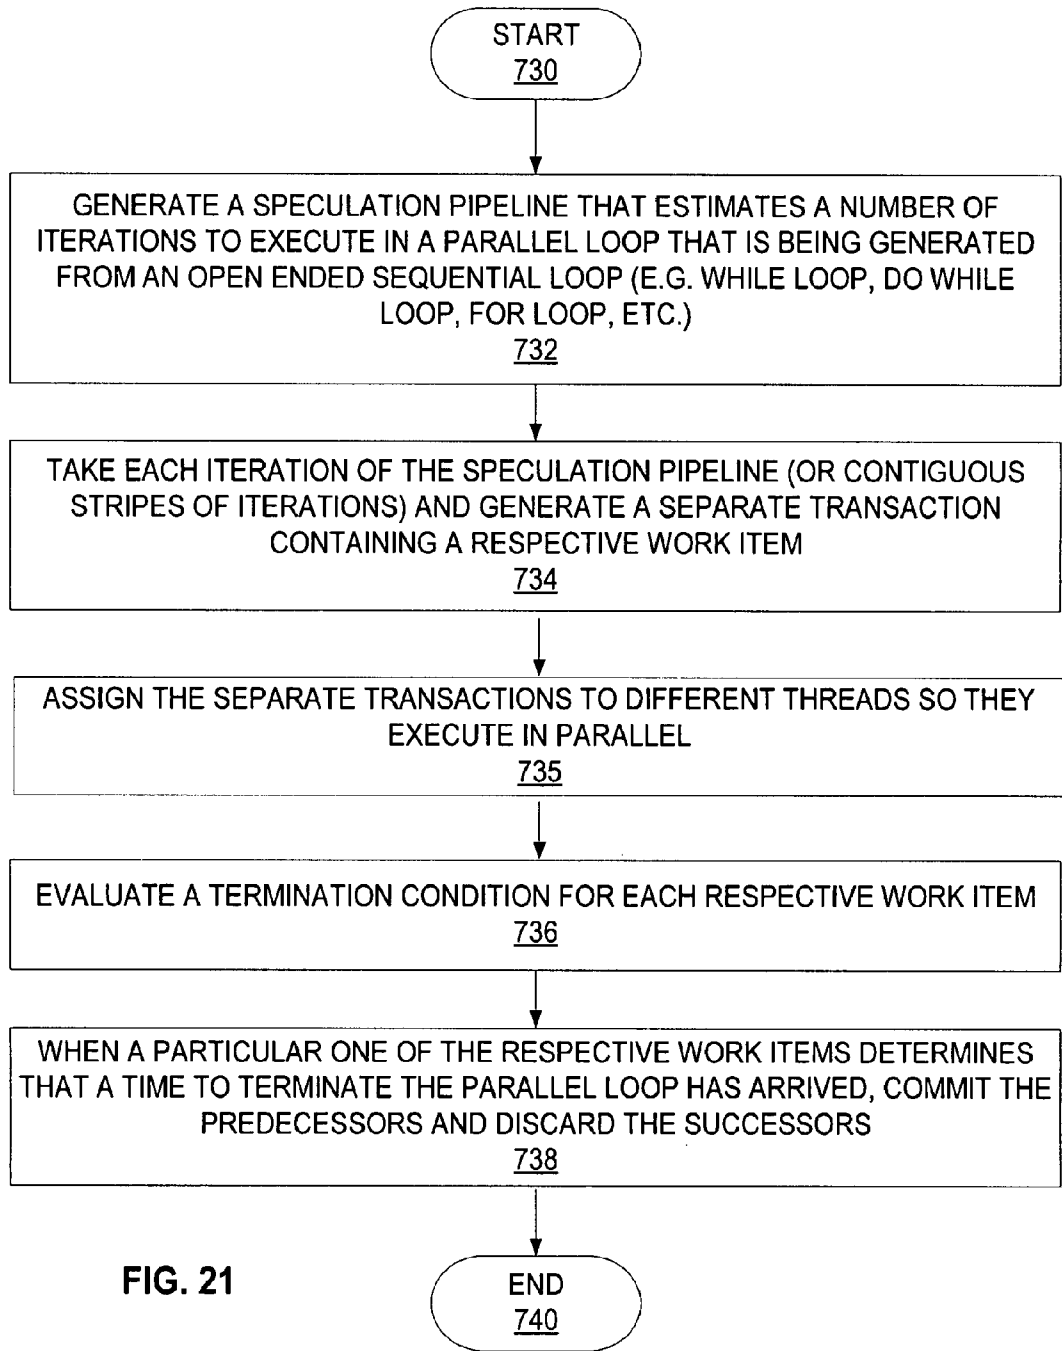 START
730
GENERATE A SPECULATION PIPELINE THAT ESTIMATES A NUMBER OF
ITERATIONS TO EXECUTE IN A PARALLEL LOOP THAT IS BEING GENERATED
FROM AN OPEN ENDED SEQUENTIAL LOOP (E.G. WHILE LOOP, DO WHILE
LOOP, FOR LOOP, ETC.)
732
TAKE EACH ITERATION OF THE SPECULATION PIPELINE (OR CONTIGUOUS
STRIPES OF ITERATIONS) AND GENERATE A SEPARATE TRANSACTION
CONTAINING A RESPECTIVE WORK ITEM
734
ASSIGN THE SEPARATE TRANSACTIONS TO DIFFERENT THREADS SO THEY
EXECUTE IN PARALLEL
735
EVALUATE A TERMINATION CONDITION FOR EACH RESPECTIVE WORK ITEM
736
WHEN A PARTICULAR ONE OF THE RESPECTIVE WORK ITEMS DETERMINES
THAT A TIME TO TERMINATE THE PARALLEL LOOP HAS ARRIVED, COMMIT THE
PREDECESSORS AND DISCARD THE SUCCESSORS
738
FIG. 21
END
740